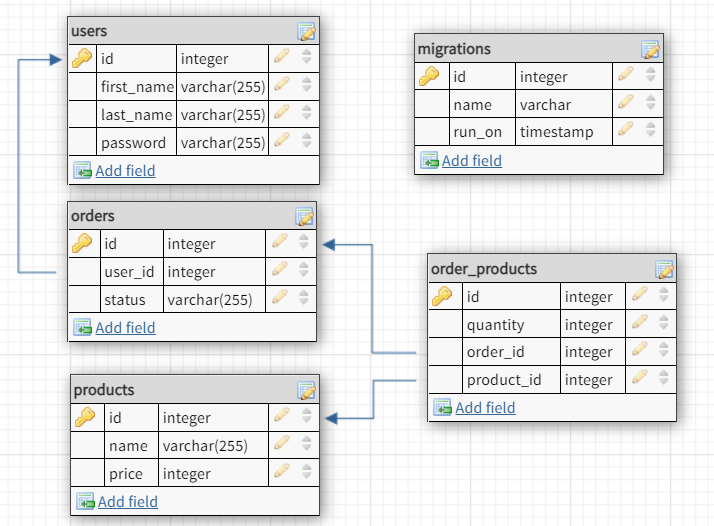 users
id integer
first_name varchar(255)
last_name varchar(255)
password varchar(255)
Add field
migrations
id integer
name varchar
run_on timestamp
Add field
orders
id integer
user_id integer
status varchar(255)
Add field
order_products
id integer
quantity integer
order_id integer
product_id integer
Add field
products
id integer
name varchar(255)
price integer
Add field